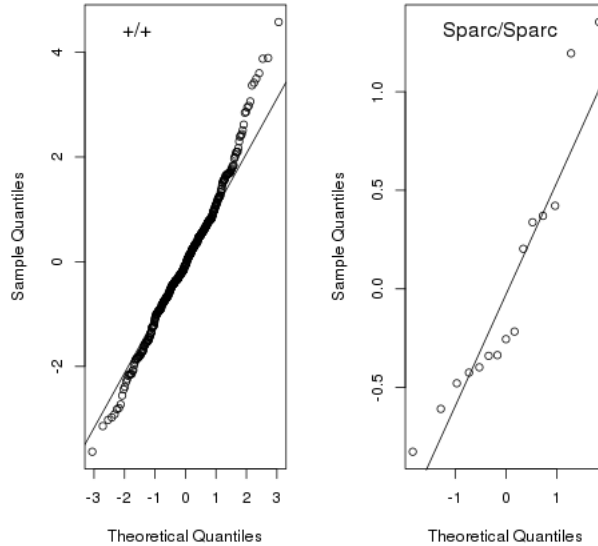 +/+
Sample Quantiles
4
2
0
-2
-3 -2 -1 0 1 2 3
Theoretical Quantiles
Sparc/Sparc
Sample Quantiles
1.0
0.5
0.0
-0.5
-1 0 1
Theoretical Quantiles